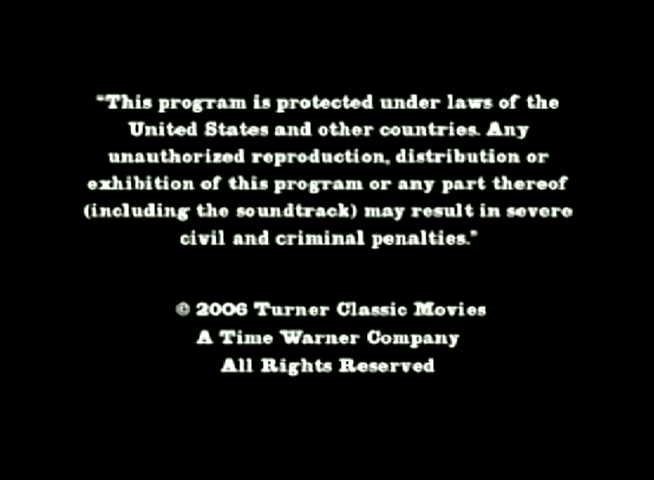 "This program is protected under laws of the
United States and other countries. Any
unauthorized reproduction, distribution or
exhibition of this program or any part thereof
(including the soundtrack) may result in severe
civil and criminal penalties."
© 2006 Turner Classic Movies
A Time Warner Company
All Rights Reserved